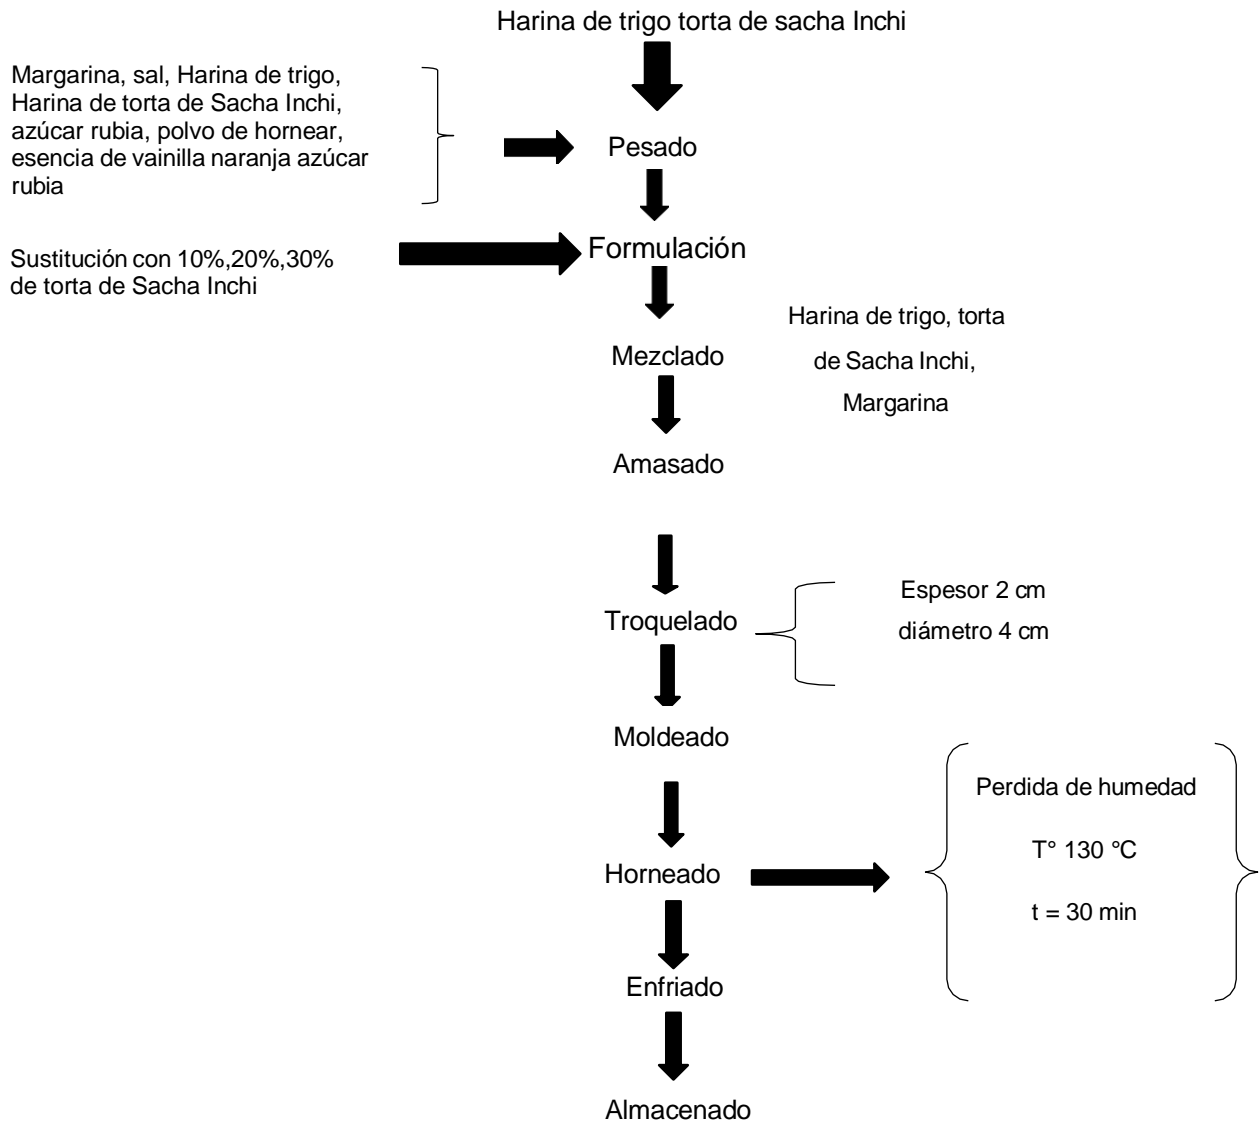 Harina de trigo torta de sacha Inchi
Margarina, sal, Harina de trigo,
Harina de torta de Sacha Inchi,
azúcar rubia, polvo de hornear,
esencia de vainilla naranja azúcar
rubia
Pesado
Sustitución con 10%,20%,30%
de torta de Sacha Inchi
Formulación
Mezclado
Harina de trigo, torta
de Sacha Inchi,
Margarina
Amasado
Troquelado
Espesor 2 cm
diámetro 4 cm
Moldeado
Horneado
Perdida de humedad
T° 130 °C
t = 30 min
Enfriado
Almacenado